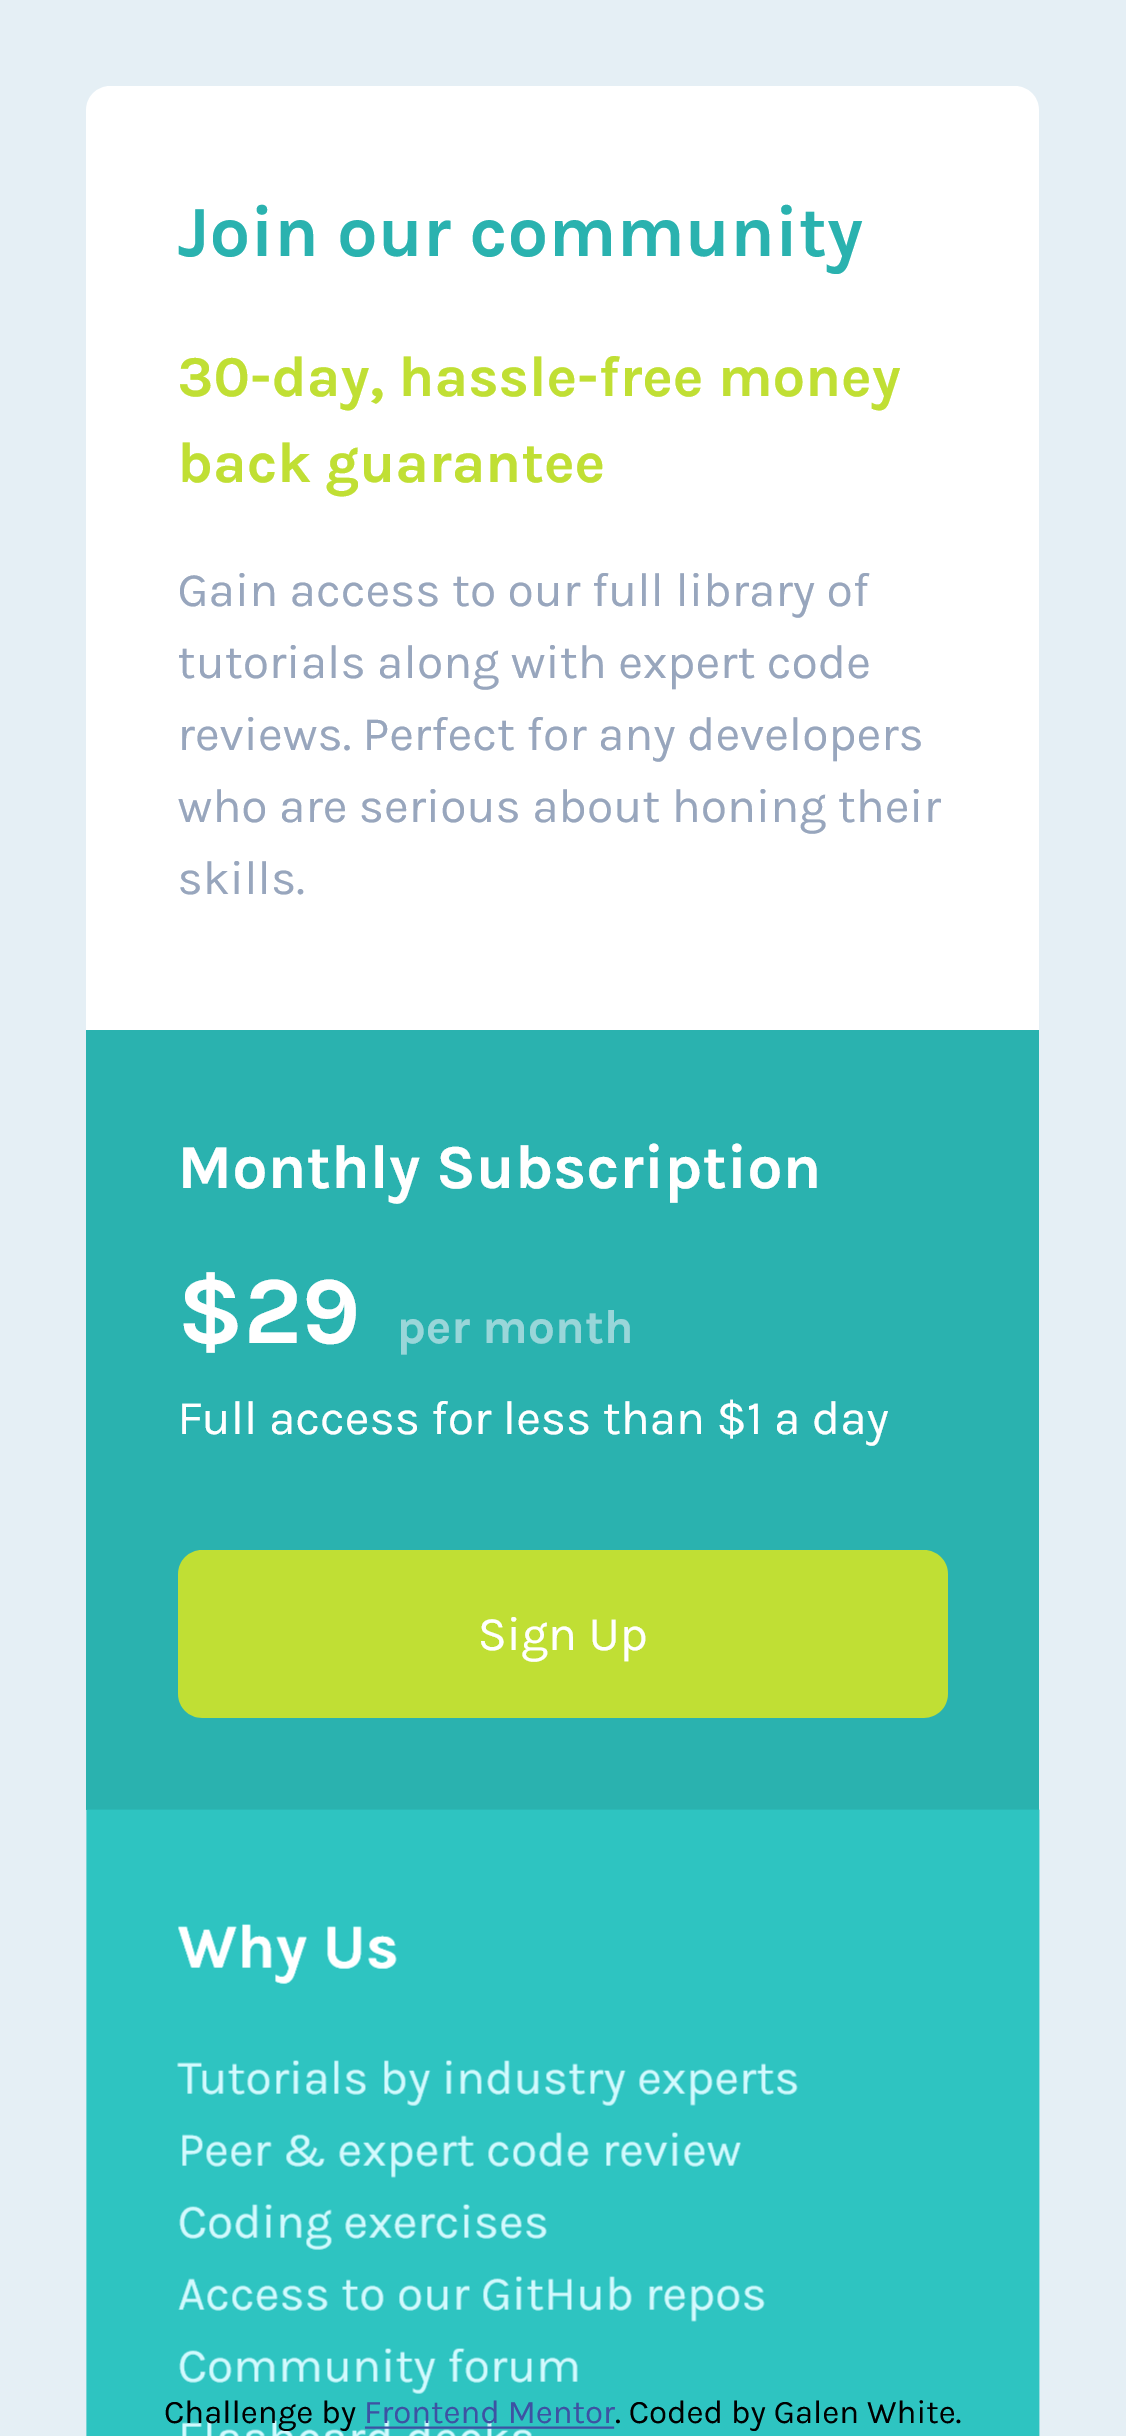 Join our community
30-day, hassle-free money
back guarantee
Gain access to our full library of
tutorials along with expert code
reviews. Perfect for any developers
who are serious about honing their
skills.
Monthly Subscription
$29 per month
Full access for less than $1 a day
Sign Up
Why Us
Tutorials by industry experts
Peer & expert code review
Coding exercises
Access to our GitHub repos
Community forum
Challenge by Frontend Mentor. Coded by Galen White.